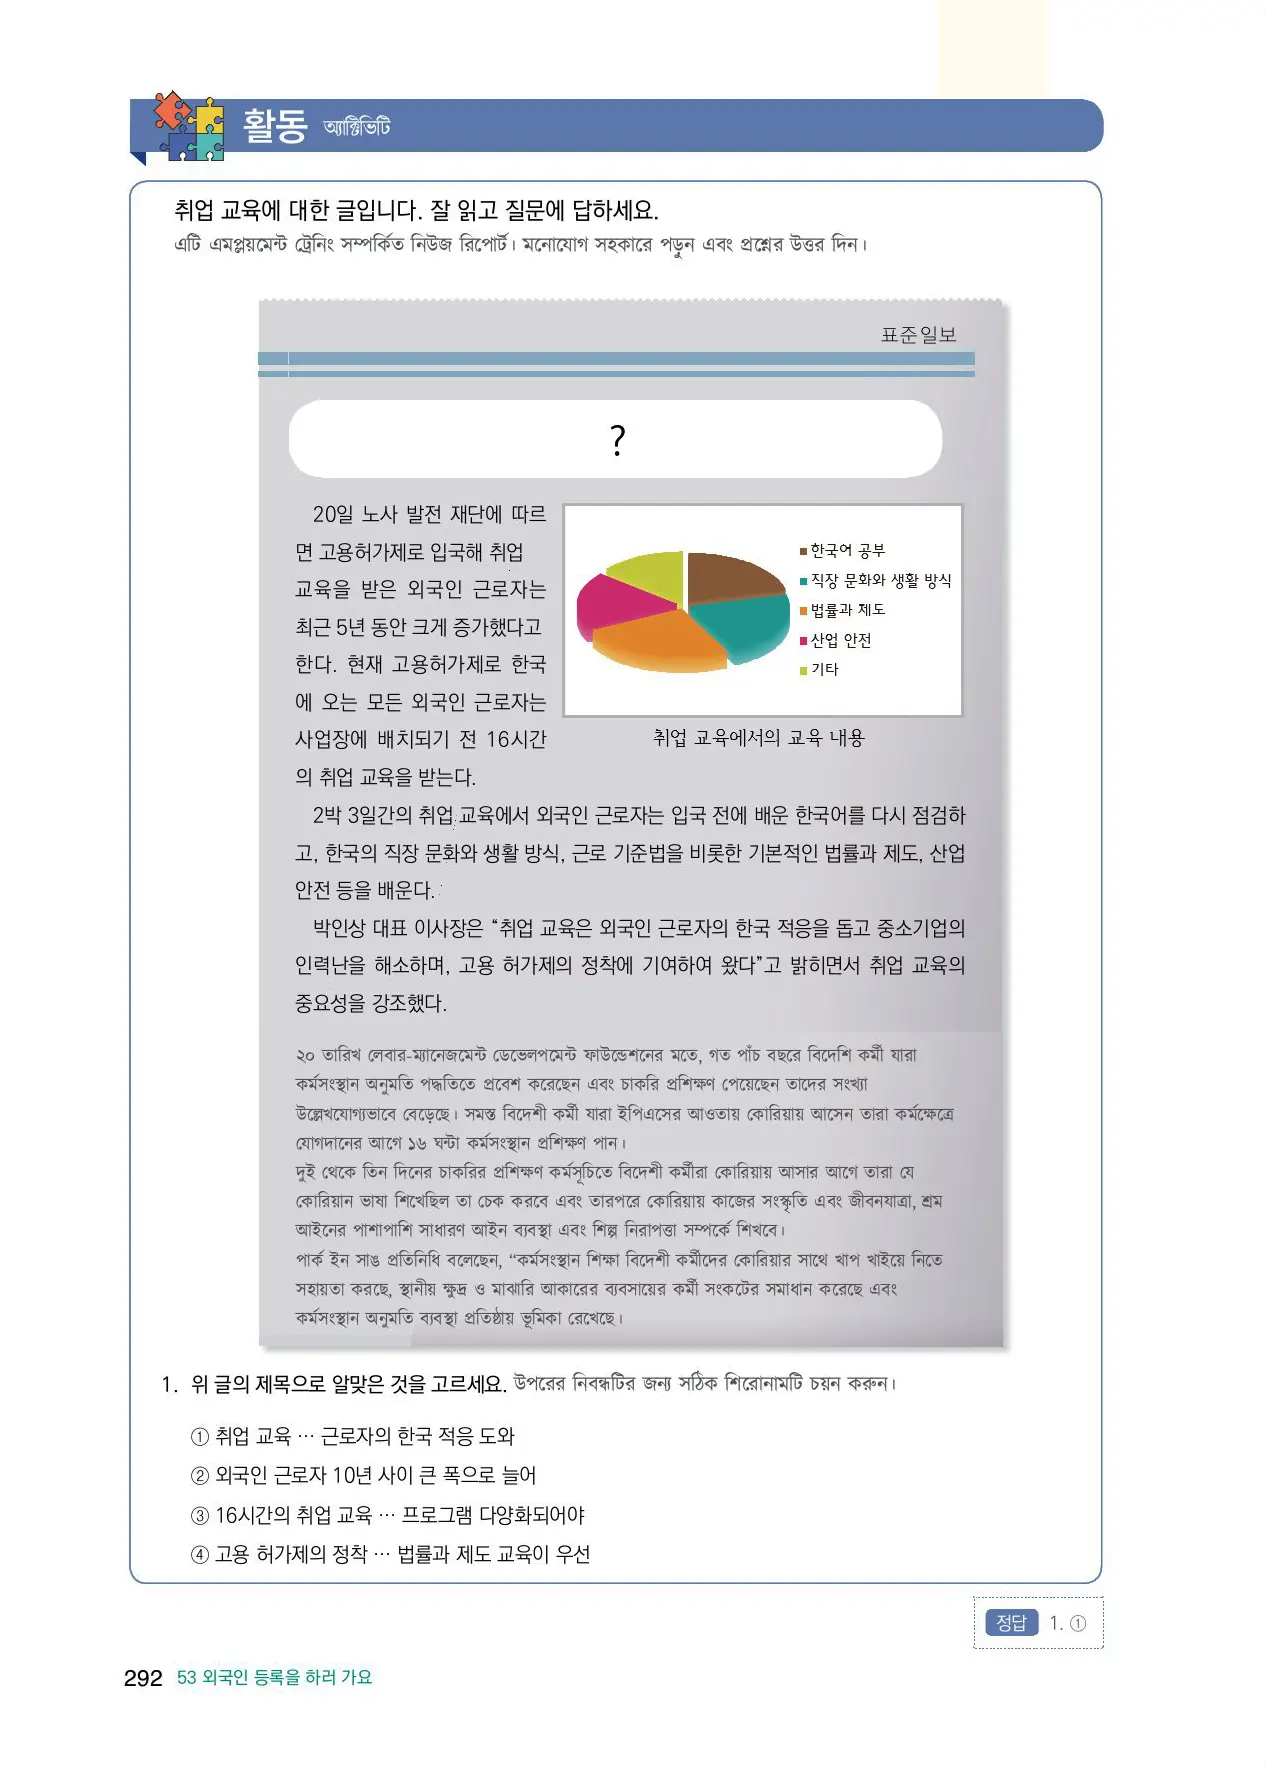 활동 অ্যাক্টিভিটি
취업 교육에 대한 글입니다. 잘 읽고 질문에 답하세요.
এটি এমপ্লয়মেন্ট ট্রেনিং সম্পর্কিত নিউজ রিপোর্ট। মনোযোগ সহকারে পড়ুন এবং প্রশ্নের উত্তর দিন।
표준일보
?
20일 노사 발전 재단에 따르
면 고용허가제로 입국해 취업
교육을 받은 외국인 근로자는
최근 5년 동안 크게 증가했다고
한다. 현재 고용허가제로 한국
에 오는 모든 외국인 근로자는
사업장에 배치되기 전 16시간
의 취업 교육을 받는다.
한국어 공부
직장 문화와 생활 방식
법률과 제도
산업 안전
기타
취업 교육에서의 교육 내용
2박 3일간의 취업 교육에서 외국인 근로자는 입국 전에 배운 한국어를 다시 점검하
고, 한국의 직장 문화와 생활 방식, 근로 기준법을 비롯한 기본적인 법률과 제도, 산업
안전 등을 배운다.
박인상 대표 이사장은 “취업 교육은 외국인 근로자의 한국 적응을 돕고 중소기업의
인력난을 해소하며, 고용 허가제의 정착에 기여하여 왔다”고 밝히면서 취업 교육의
중요성을 강조했다.
২০ তারিখ লেবার-ম্যানেজমেন্ট ডেভেলপমেন্ট ফাউন্ডেশনের মতে, গত পাঁচ বছরে বিদেশি কর্মী যারা
কর্মসংস্থান অনুমতি পদ্ধতিতে প্রবেশ করেছেন এবং চাকরি প্রশিক্ষণ পেয়েছেন তাদের সংখ্যা
উল্লেখযোগ্যভাবে বেড়েছে। সমস্ত বিদেশী কর্মী যারা ইপিএসের আওতায় কোরিয়ায় আসেন তারা কর্মক্ষেত্রে
যোগদানের আগে ১৬ ঘন্টা কর্মসংস্থান প্রশিক্ষণ পান।
দুই থেকে তিন দিনের চাকরির প্রশিক্ষণ কর্মসূচিতে বিদেশী কর্মীরা কোরিয়ায় আসার আগে তারা যে
কোরিয়ান ভাষা শিখেছিল তা চেক করবে এবং তারপরে কোরিয়ায় কাজের সংস্কৃতি এবং জীবনযাত্রা, শ্রম
আইনের পাশাপাশি সাধারণ আইন ব্যবস্থা এবং শিল্প নিরাপত্তা সম্পর্কে শিখবে।
পার্ক ইন সাঙ প্রতিনিধি বলেছেন, “কর্মসংস্থান শিক্ষা বিদেশী কর্মীদের কোরিয়ার সাথে খাপ খাইয়ে নিতে
সহায়তা করছে, স্থানীয় ক্ষুদ্র ও মাঝারি আকারের ব্যবসায়ের কর্মী সংকটের সমাধান করেছে এবং
কর্মসংস্থান অনুমতি ব্যবস্থা প্রতিষ্ঠায় ভূমিকা রেখেছে।
1. 위 글의 제목으로 알맞은 것을 고르세요. উপরের নিবন্ধটির জন্য সঠিক শিরোনামটি চয়ন করুন।
① 취업 교육 … 근로자의 한국 적응 도와
② 외국인 근로자 10년 사이 큰 폭으로 늘어
③ 16시간의 취업 교육 … 프로그램 다양화되어야
④ 고용 허가제의 정착 … 법률과 제도 교육이 우선
정답 1. ①
292 53 외국인 등록을 하러 가요